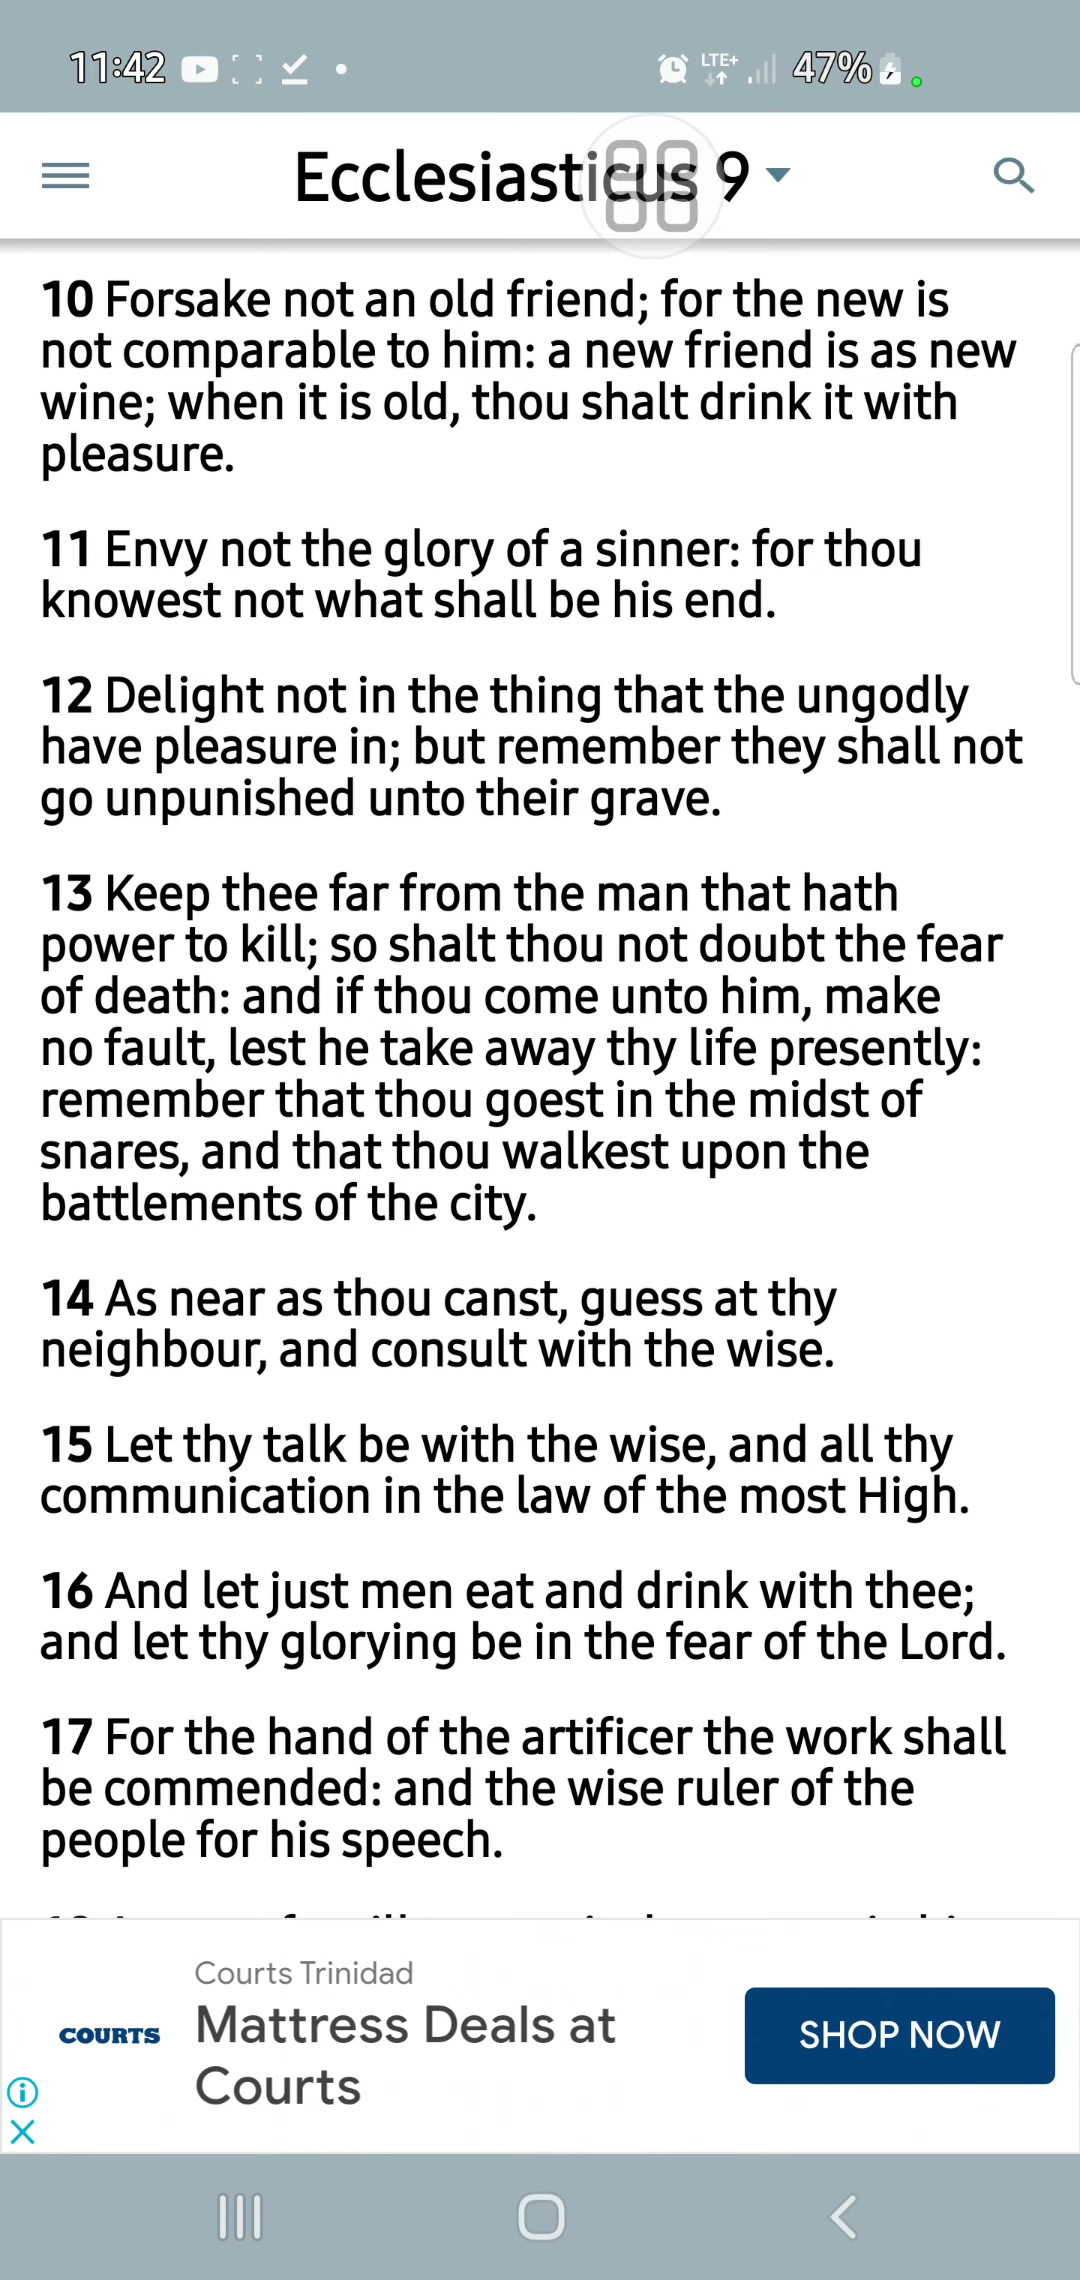 11:42
LTE+
47%
Ecclesiasticus 9
10 Forsake not an old friend; for the new is
not comparable to him: a new friend is as new
wine; when it is old, thou shalt drink it with
pleasure.
11 Envy not the glory of a sinner: for thou
knowest not what shall be his end.
12 Delight not in the thing that the ungodly
have pleasure in; but remember they shall not
go unpunished unto their grave.
13 Keep thee far from the man that hath
power to kill; so shalt thou not doubt the fear
of death: and if thou come unto him, make
no fault, lest he take away thy life presently:
remember that thou goest in the midst of
snares, and that thou walkest upon the
battlements of the city.
14 As near as thou canst, guess at thy
neighbour, and consult with the wise.
15 Let thy talk be with the wise, and all thy
communication in the law of the most High.
16 And let just men eat and drink with thee;
and let thy glorying be in the fear of the Lord.
17 For the hand of the artificer the work shall
be commended: and the wise ruler of the
people for his speech.
Courts Trinidad
COURTS
Mattress Deals at
Courts
SHOP NOW